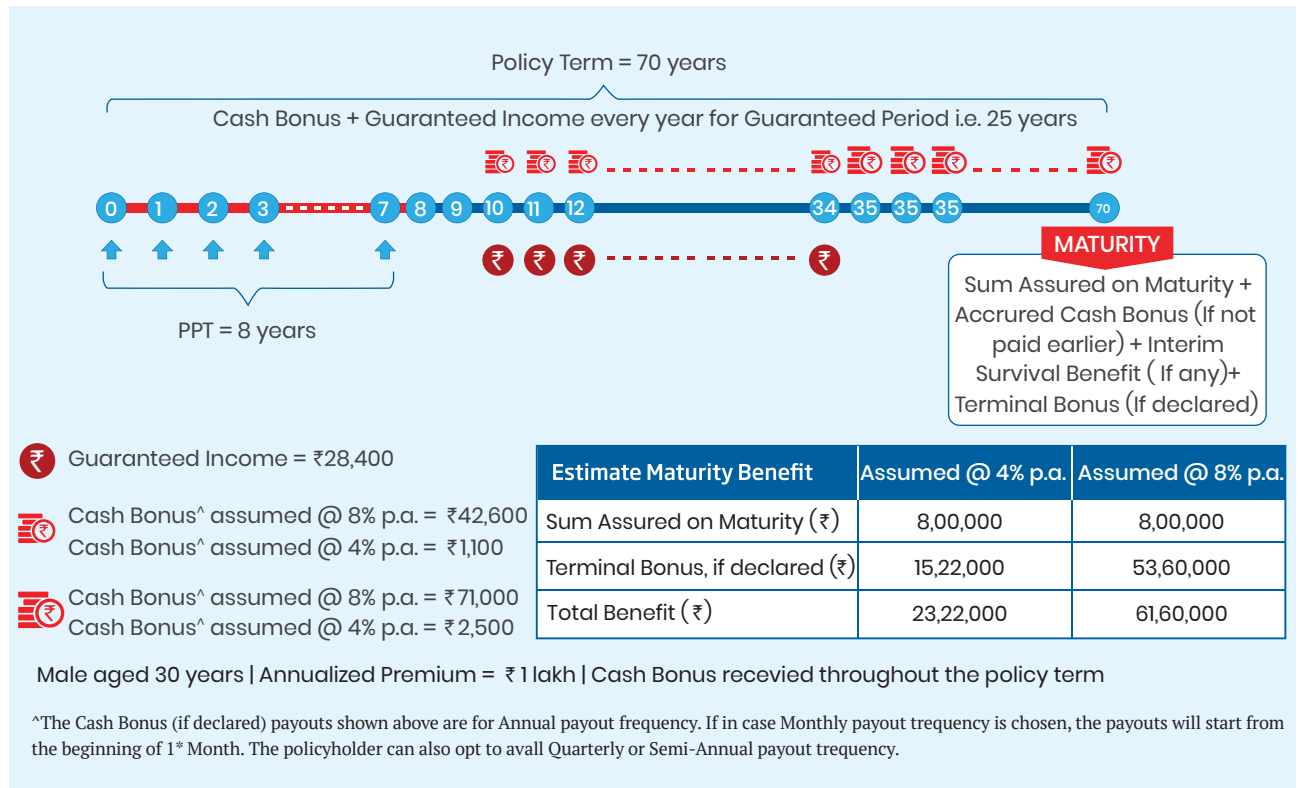 Policy Term = 70 years
Cash Bonus + Guaranteed Income every year for Guaranteed Period i.e. 25 years
0 1 2 3 7 8 9 10 11 12 34 35 35 35 70
₹ ₹ ₹ ₹
PPT = 8 years
MATURITY
Sum Assured on Maturity +
Accrured Cash Bonus (If not
paid earlier) + Interim
Survival Benefit ( If any)+
Terminal Bonus (If declared)
₹ Guaranteed Income = ₹28,400
Cash Bonus^ assumed @ 8% p.a. = ₹42,600
Cash Bonus^ assumed @ 4% p.a. = ₹1,100
Cash Bonus^ assumed @ 8% p.a. = ₹71,000
Cash Bonus^ assumed @ 4% p.a. = ₹2,500
Estimate Maturity Benefit Assumed @ 4% p.a. Assumed @ 8% p.a.
Sum Assured on Maturity (₹) 8,00,000 8,00,000
Terminal Bonus, if declared (₹) 15,22,000 53,60,000
Total Benefit (₹) 23,22,000 61,60,000
Male aged 30 years | Annualized Premium = ₹ 1 lakh | Cash Bonus recevied throughout the policy term
^The Cash Bonus (if declared) payouts shown above are for Annual payout frequency. If in case Monthly payout trequency is chosen, the payouts will start from
the beginning of 1* Month. The policyholder can also opt to avall Quarterly or Semi-Annual payout trequency.